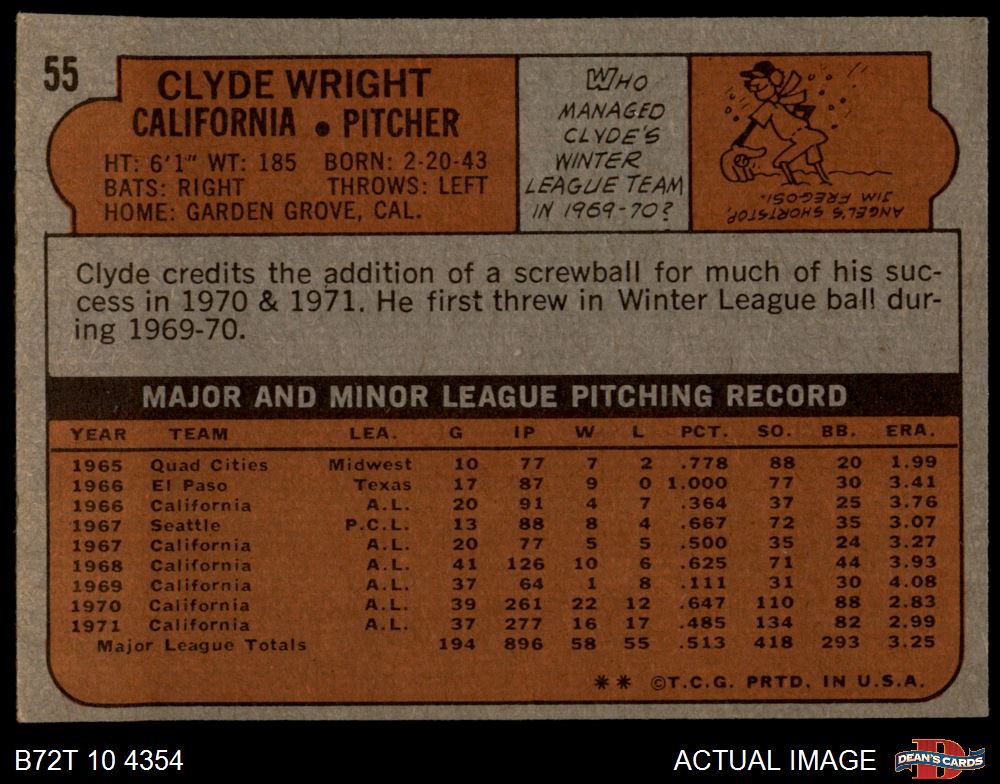 55
CLYDE WRIGHT
CALIFORNIA • PITCHER
HT: 6'1" WT: 185 BORN: 2-20-43
BATS: RIGHT THROWS: LEFT
HOME: GARDEN GROVE, CAL.
WHO
MANAGED
CLYDE'S
WINTER
LEAGUE TEAM
IN 1969-70?
ANGEL'S SHORTSTOP,
JIM FREGOSI.
Clyde credits the addition of a screwball for much of his suc-
cess in 1970 & 1971. He first threw in Winter League ball dur-
ing 1969-70.
MAJOR AND MINOR LEAGUE PITCHING RECORD
YEAR TEAM LEA. G IP W L PCT. SO. BB. ERA.
1965 Quad Cities Midwest 10 77 7 2 .778 88 20 1.99
1966 El Paso Texas 17 87 9 0 1.000 77 30 3.41
1966 California A.L. 20 91 4 7 .364 37 25 3.76
1967 Seattle P.C.L. 13 88 8 4 .667 72 35 3.07
1967 California A.L. 20 77 5 5 .500 35 24 3.27
1968 California A.L. 41 126 10 6 .625 71 44 3.93
1969 California A.L. 37 64 1 8 .111 31 30 4.08
1970 California A.L. 39 261 22 12 .647 110 88 2.83
1971 California A.L. 37 277 16 17 .485 134 82 2.99
Major League Totals 194 896 58 55 .513 418 293 3.25
** ©T.C.G. PRTD. IN U.S.A.
B72T 10 4354
ACTUAL IMAGE
D
DEAN'S CARDS